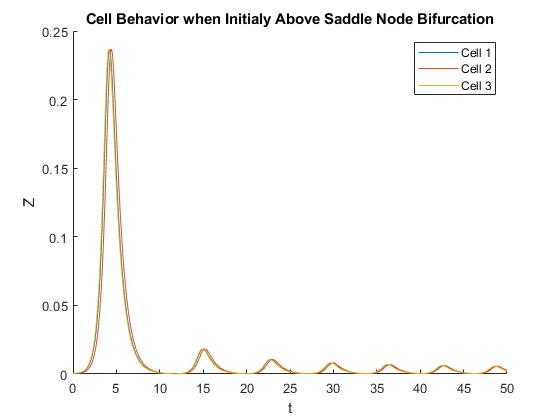 Cell Behavior when Initialy Above Saddle Node Bifurcation
Cell 1
Cell 2
Cell 3
0.25
0.2
0.15
0.1
0.05
0
Z
0 5 10 15 20 25 30 35 40 45 50
t